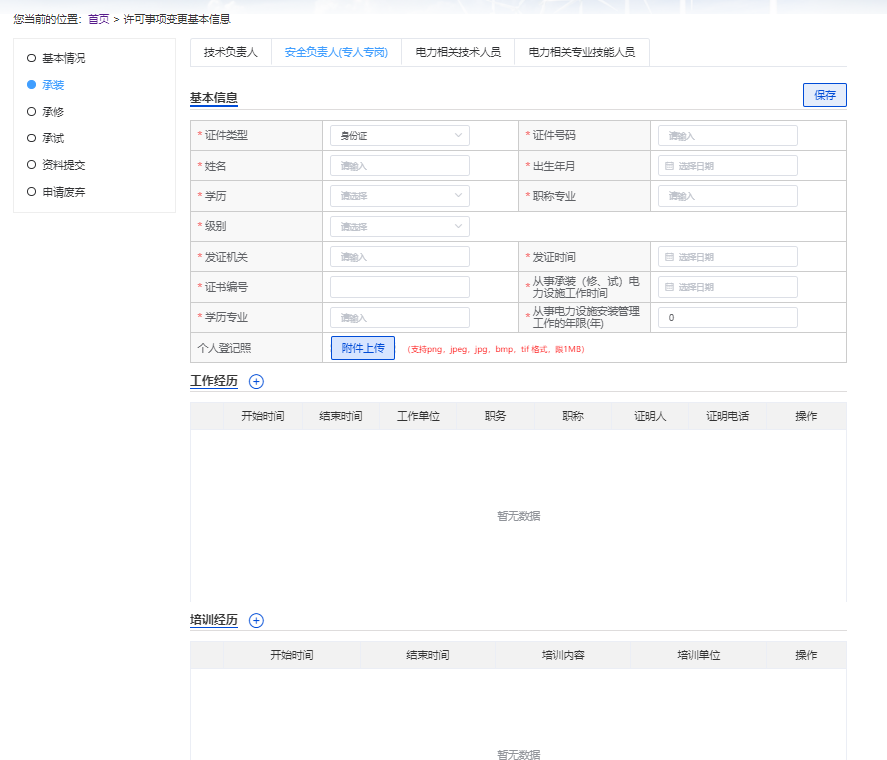 您当前的位置：首页 > 许可事项变更基本信息
基本情况
承装
承修
承试
资料提交
申请废弃
技术负责人 安全负责人(专人专岗) 电力相关技术人员 电力相关专业技能人员
基本信息 保存
* 证件类型 身份证 * 证件号码 请输入
* 姓名 请输入 * 出生年月 选择日期
* 学历 请选择 * 职称专业 请输入
* 级别 请选择
* 发证机关 请输入 * 发证时间 选择日期
* 证书编号 * 从事承装（修、试）电
力设施工作时间 选择日期
* 学历专业 请输入 * 从事电力设施安装管理
工作的年限(年) 0
个人登记照 附件上传 （支持png，jpeg，jpg，bmp，tif 格式，限1MB）
工作经历
开始时间 结束时间 工作单位 职务 职称 证明人 证明电话 操作
暂无数据
培训经历
开始时间 结束时间 培训内容 培训单位 操作
暂无数据